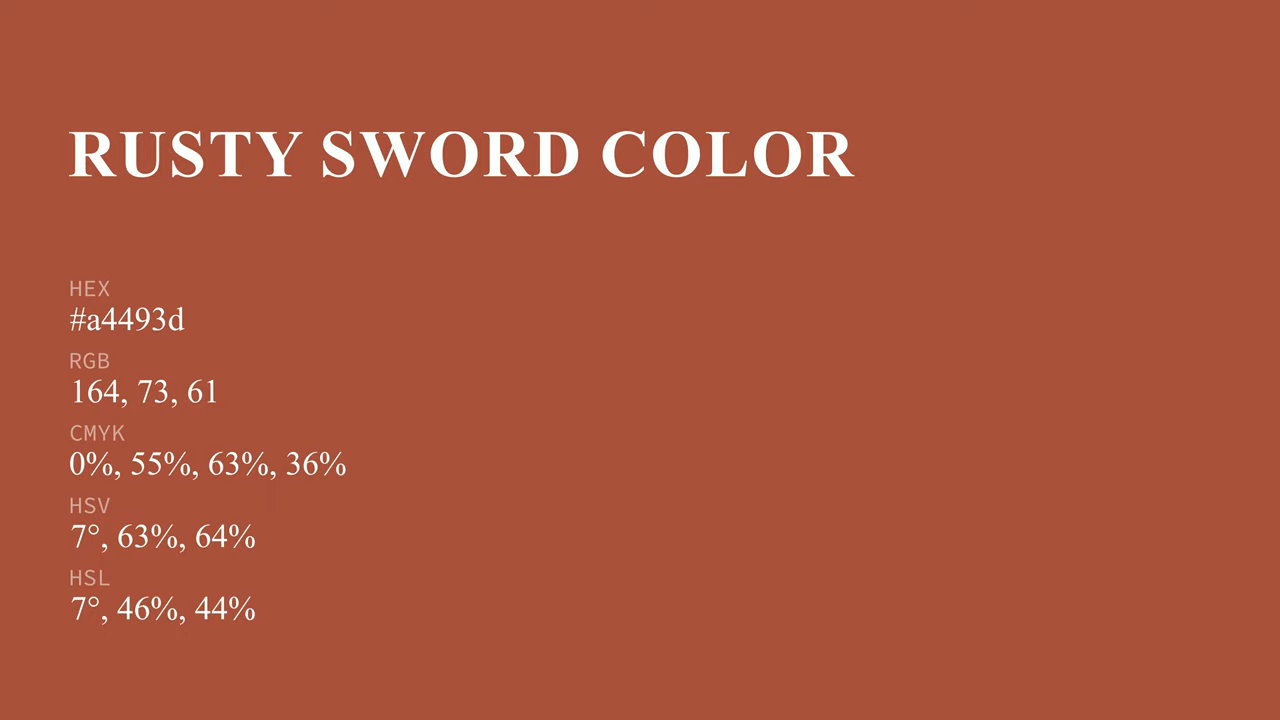 RUSTY SWORD COLOR
HEX
#a4493d
RGB
164, 73, 61
CMYK
0%, 55%, 63%, 36%
HSV
7°, 63%, 64%
HSL
7°, 46%, 44%